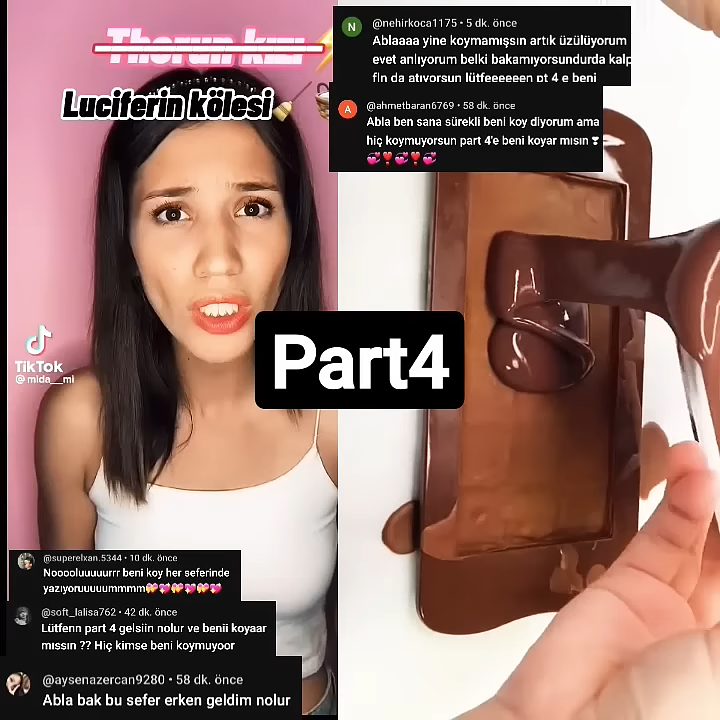 Thorun kızı
Luciferin kölesi
@nehirkoca1175 • 5 dk. önce
Ablaaaa yine koymamışsın artık üzülüyorum
evet anlıyorum belki bakamıyorsundurda kalp
fln da atıyorsun lütfeeeeeen pt 4 e beni
@ahmetbaran6769 • 58 dk. önce
Abla ben sana sürekli beni koy diyorum ama
hiç koymuyorsun part 4'e beni koyar mısın
Part4
TikTok
@mida__mi
@superelxan.5344 • 10 dk. önce
Nooooluuuuurr beni koy her seferinde
yazıyoruuuuummmm
@soft_lalisa762 • 42 dk. önce
Lütfenn part 4 gelsiin nolur ve benii koyaar
mıssın ?? Hiç kimse beni koymuyoor
@aysenazercan9280 • 58 dk. önce
Abla bak bu sefer erken geldim nolur
N
A